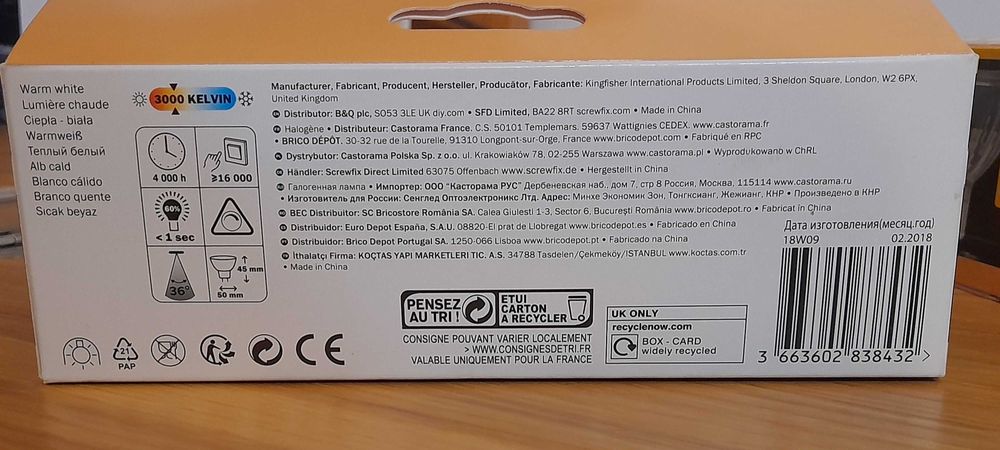 Warm white
Lumière chaude
Ciepła - biała
Warmweiß
Теплый белый
Alb cald
Blanco cálido
Branco quente
Sıcak beyaz
3000 KELVIN
4 000 h
≥16 000
60%
< 1 sec
36°
45 mm
50 mm
Manufacturer, Fabricant, Producent, Hersteller, Producător, Fabricante: Kingfisher International Products Limited, 3 Sheldon Square, London, W2 6PX,
United Kingdom
Distributor: B&Q plc, SO53 3LE UK diy.com • SFD Limited, BA22 8RT screwfix.com • Made in China
Halogène • Distributeur: Castorama France. C.S. 50101 Templemars. 59637 Wattignies CEDEX. www.castorama.fr
• BRICO DÉPÔT. 30-32 rue de la Tourelle, 91310 Longpont-sur-Orge, France www.bricodepot.com • Fabriqué en RPC
Dystrybutor: Castorama Polska Sp. z o.o. ul. Krakowiaków 78, 02-255 Warszawa www.castorama.pl • Wyprodukowano w ChRL
Händler: Screwfix Direct Limited 63075 Offenbach www.screwfix.de • Hergestellt in China
Галогенная лампа • Импортер: ООО "Касторама РУС" Дербеневская наб., дом 7, стр 8 Россия, Москва, 115114 www.castorama.ru
• Изготовитель для России: Сенглед Оптоэлектроникс Лтд. Адрес: Минхе Экономик Зон, Тонгксианг, Жежианг, КНР • Произведено в КНР
BEC Distribuitor: SC Bricostore România SA. Calea Giulesti 1-3, Sector 6, Bucureşti România www.bricodepot.ro • Fabricat în China
Distribuidor: Euro Depot España, S.A.U. 08820-El prat de Llobregat www.bricodepot.es • Fabricado en China
Distribuidor: Brico Depot Portugal SA. 1250-066 Lisboa www.bricodepot.pt • Fabricado na China
İthalatçı Firma: KOÇTAS YAPI MARKETLERI TIC. A.S. 34788 Tasdelen/Çekmeköy/ISTANBUL www.koctas.com.tr
• Made in China
Дата изготовления(месяц.год)
18W09 02.2018
3 663602 838432 >
PENSEZ
AU TRI !
ETUI
CARTON
A RECYCLER
CONSIGNE POUVANT VARIER LOCALEMENT
> WWW.CONSIGNESDETRI.FR
VALABLE UNIQUEMENT POUR LA FRANCE
UK ONLY
recyclenow.com
BOX - CARD
widely recycled
21
PAP
CE